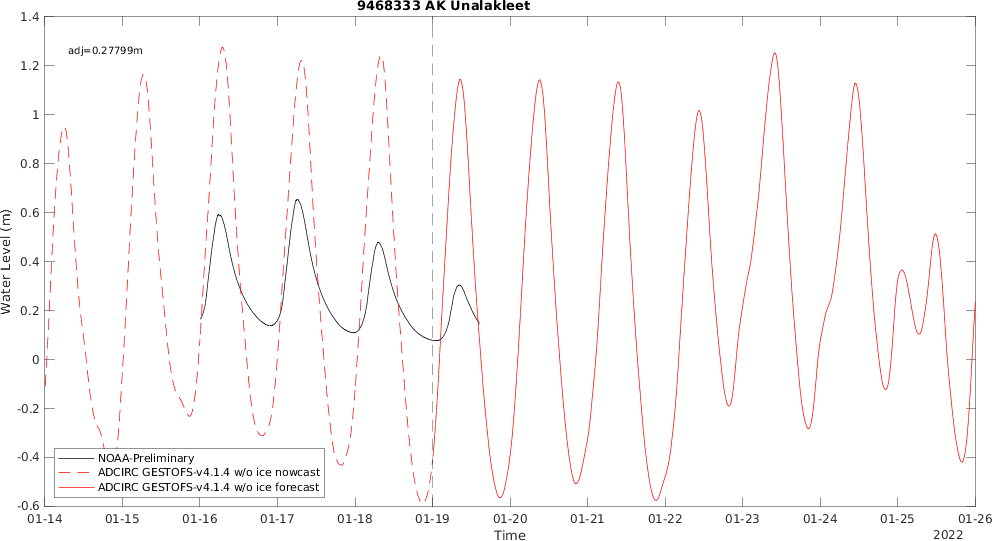 9468333 AK Unalakleet
adj=0.27799m
1.4
1.2
1
0.8
0.6
0.4
0.2
0
-0.2
-0.4
-0.6
Water Level (m)
NOAA-Preliminary
ADCIRC GESTOFS-v4.1.4 w/o ice nowcast
ADCIRC GESTOFS-v4.1.4 w/o ice forecast
01-14 01-15 01-16 01-17 01-18 01-19 01-20 01-21 01-22 01-23 01-24 01-25 01-26
Time
2022